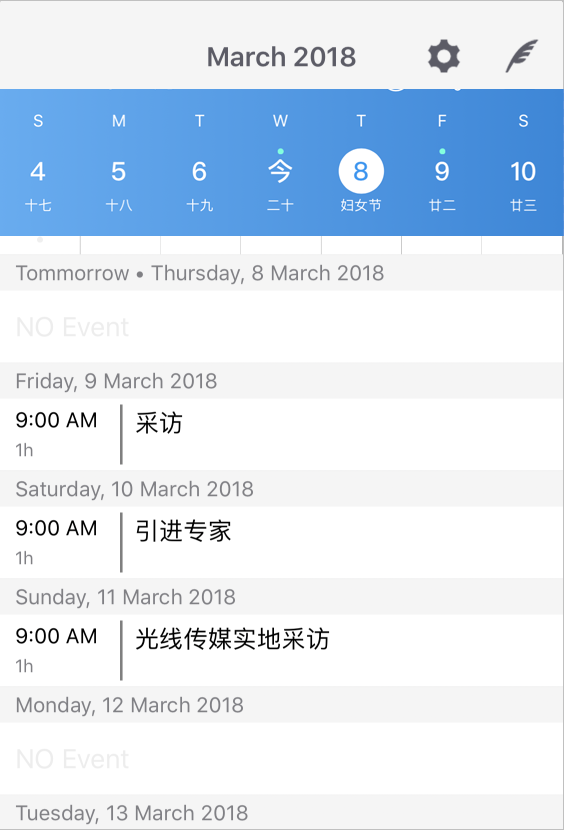 March 2018
S M T W T F S
4 5 6 今 8 9 10
十七 十八 十九 二十 妇女节 廿二 廿三
Tommorrow • Thursday, 8 March 2018
NO Event
Friday, 9 March 2018
9:00 AM 采访
1h
Saturday, 10 March 2018
9:00 AM 引进专家
1h
Sunday, 11 March 2018
9:00 AM 光线传媒实地采访
1h
Monday, 12 March 2018
NO Event
Tuesday, 13 March 2018